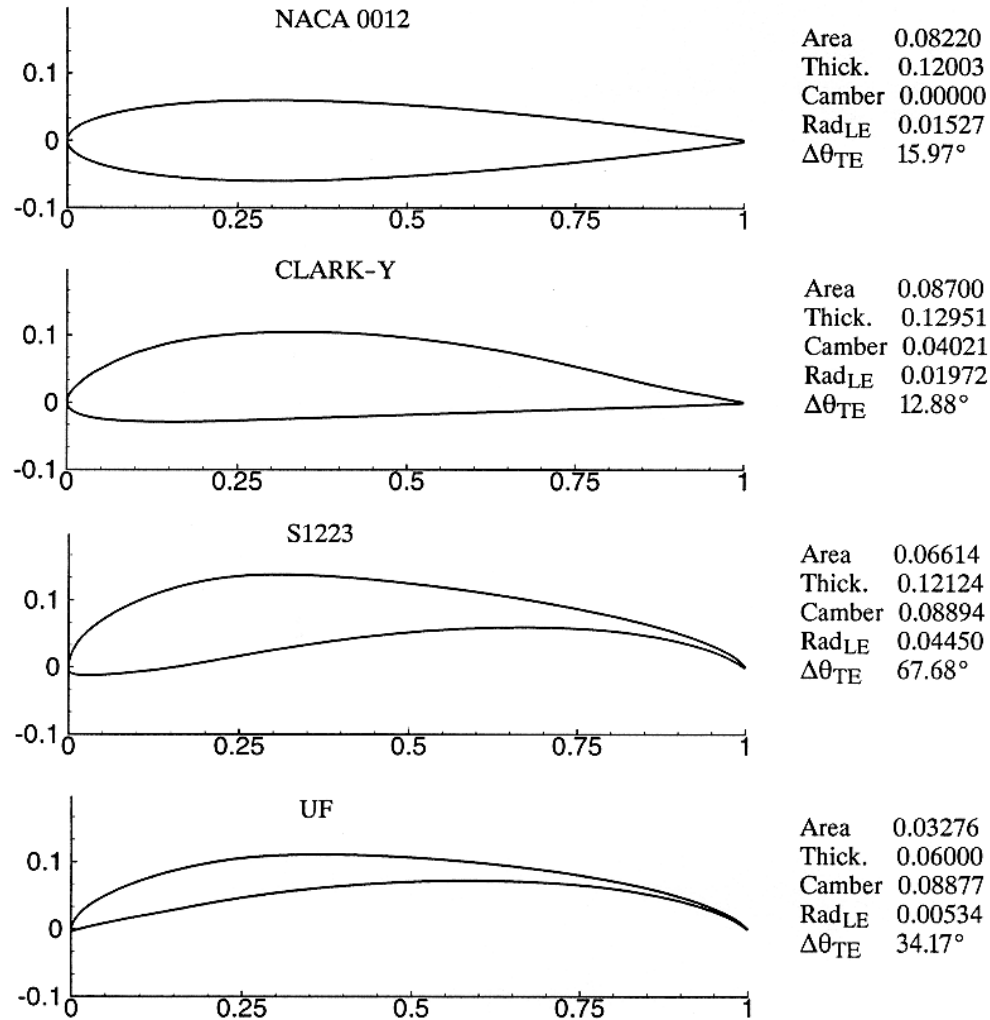 NACA 0012
0.1
0
-0.1
0 0.25 0.5 0.75 1
Area 0.08220
Thick. 0.12003
Camber 0.00000
RadLE 0.01527
ΔθTE 15.97°
CLARK-Y
0.1
0
-0.1
0 0.25 0.5 0.75 1
Area 0.08700
Thick. 0.12951
Camber 0.04021
RadLE 0.01972
ΔθTE 12.88°
S1223
0.1
0
-0.1
0 0.25 0.5 0.75 1
Area 0.06614
Thick. 0.12124
Camber 0.08894
RadLE 0.04450
ΔθTE 67.68°
UF
0.1
0
-0.1
0 0.25 0.5 0.75 1
Area 0.03276
Thick. 0.06000
Camber 0.08877
RadLE 0.00534
ΔθTE 34.17°